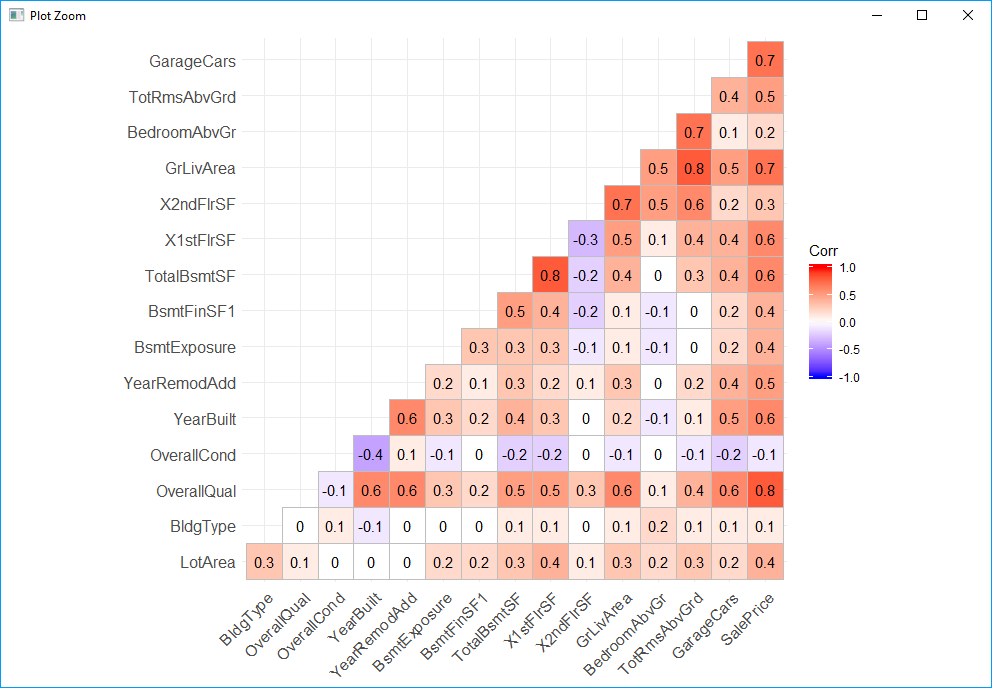 Plot Zoom
GarageCars 0.7
TotRmsAbvGrd 0.4 0.5
BedroomAbvGr 0.7 0.1 0.2
GrLivArea 0.5 0.8 0.5 0.7
X2ndFlrSF 0.7 0.5 0.6 0.2 0.3
X1stFlrSF -0.3 0.5 0.1 0.4 0.4 0.6
TotalBsmtSF 0.8 -0.2 0.4 0 0.3 0.4 0.6
BsmtFinSF1 0.5 0.4 -0.2 0.1 -0.1 0 0.2 0.4
BsmtExposure 0.3 0.3 0.3 -0.1 0.1 -0.1 0 0.2 0.4
YearRemodAdd 0.2 0.1 0.3 0.2 0.1 0.3 0 0.2 0.4 0.5
YearBuilt 0.6 0.3 0.2 0.4 0.3 0 0.2 -0.1 0.1 0.5 0.6
OverallCond -0.4 0.1 -0.1 0 -0.2 -0.2 0 -0.1 0 -0.1 -0.2 -0.1
OverallQual -0.1 0.6 0.6 0.3 0.2 0.5 0.5 0.3 0.6 0.1 0.4 0.6 0.8
BldgType 0 0.1 -0.1 0 0 0 0.1 0.1 0 0.1 0.2 0.1 0.1 0.1
LotArea 0.3 0.1 0 0 0 0.2 0.2 0.3 0.4 0.1 0.3 0.2 0.3 0.2 0.4
BldgType
OverallQual
OverallCond
YearBuilt
YearRemodAdd
BsmtExposure
BsmtFinSF1
TotalBsmtSF
X1stFlrSF
X2ndFlrSF
GrLivArea
BedroomAbvGr
TotRmsAbvGrd
GarageCars
SalePrice
Corr
1.0
0.5
0.0
-0.5
-1.0